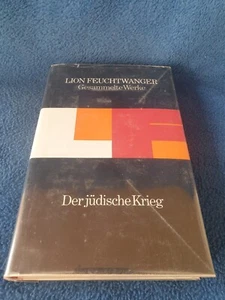 LION FEUCHTWANGER
Gesammelte Werke
Der jüdische Krieg